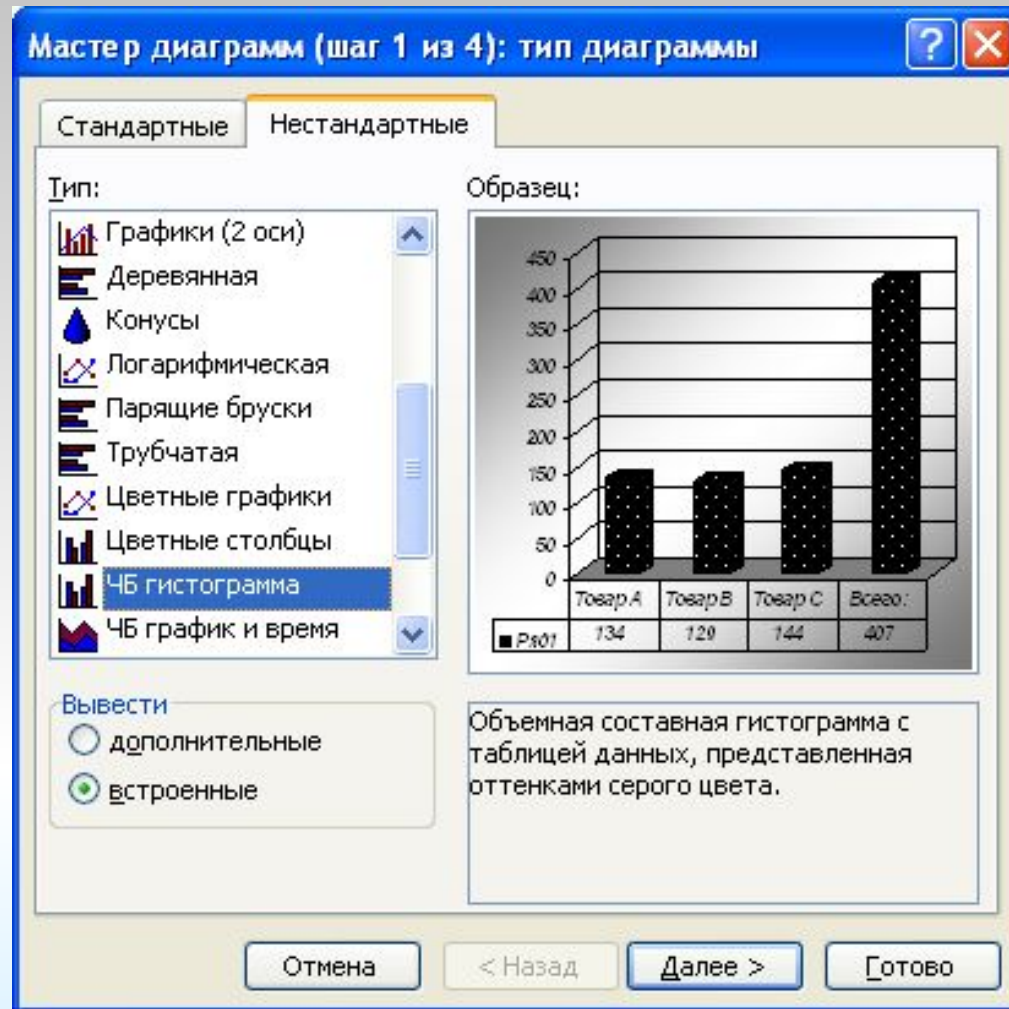 Мастер диаграмм (шаг 1 из 4): тип диаграммы
Стандартные
Нестандартные
Тип:
Графики (2 оси)
Деревянная
Конусы
Логарифмическая
Парящие бруски
Трубчатая
Цветные графики
Цветные столбцы
ЧБ гистограмма
ЧБ график и время
Образец:
450
400
350
300
250
200
150
100
50
0
Товар A Товар B Товар C Всего:
Ряд1 134 129 144 407
Вывести
дополнительные
встроенные
Объемная составная гистограмма с
таблицей данных, представленная
оттенками серого цвета.
Отмена
< Назад
Далее >
Готово